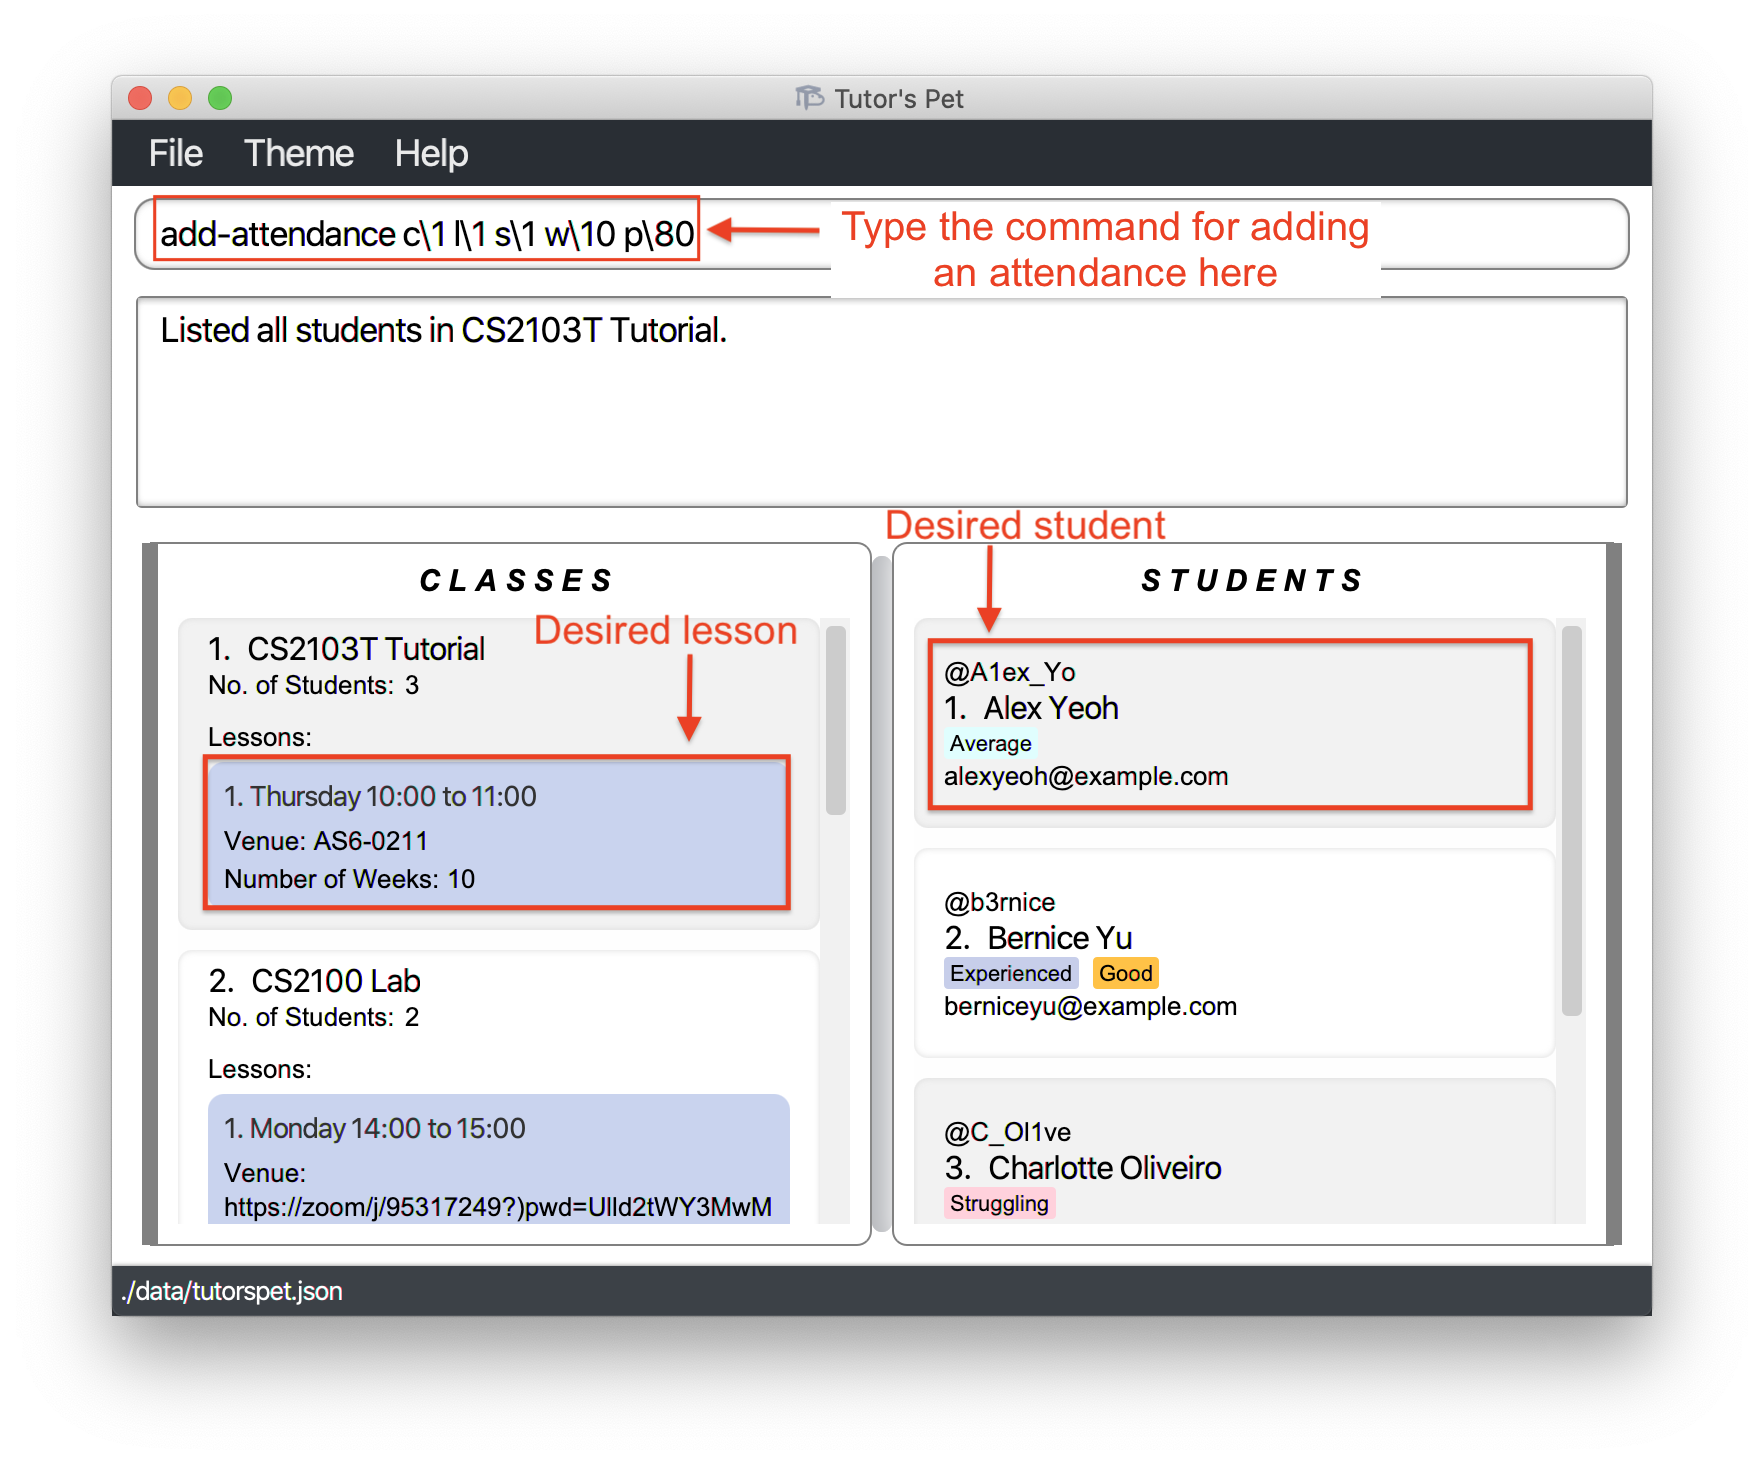 Tutor's Pet
File Theme Help
add-attendance c\1 l\1 s\1 w\10 p\80
Type the command for adding
an attendance here
Listed all students in CS2103T Tutorial.
Desired student
CLASSES
Desired lesson
1. CS2103T Tutorial
No. of Students: 3
Lessons:
1. Thursday 10:00 to 11:00
Venue: AS6-0211
Number of Weeks: 10
2. CS2100 Lab
No. of Students: 2
Lessons:
1. Monday 14:00 to 15:00
Venue:
https://zoom/j/95317249?)pwd=Ulld2tWY3MwM
STUDENTS
@A1ex_Yo
1. Alex Yeoh
Average
alexyeoh@example.com
@b3rnice
2. Bernice Yu
Experienced Good
berniceyu@example.com
@C_Ol1ve
3. Charlotte Oliveiro
Struggling
./data/tutorspet.json